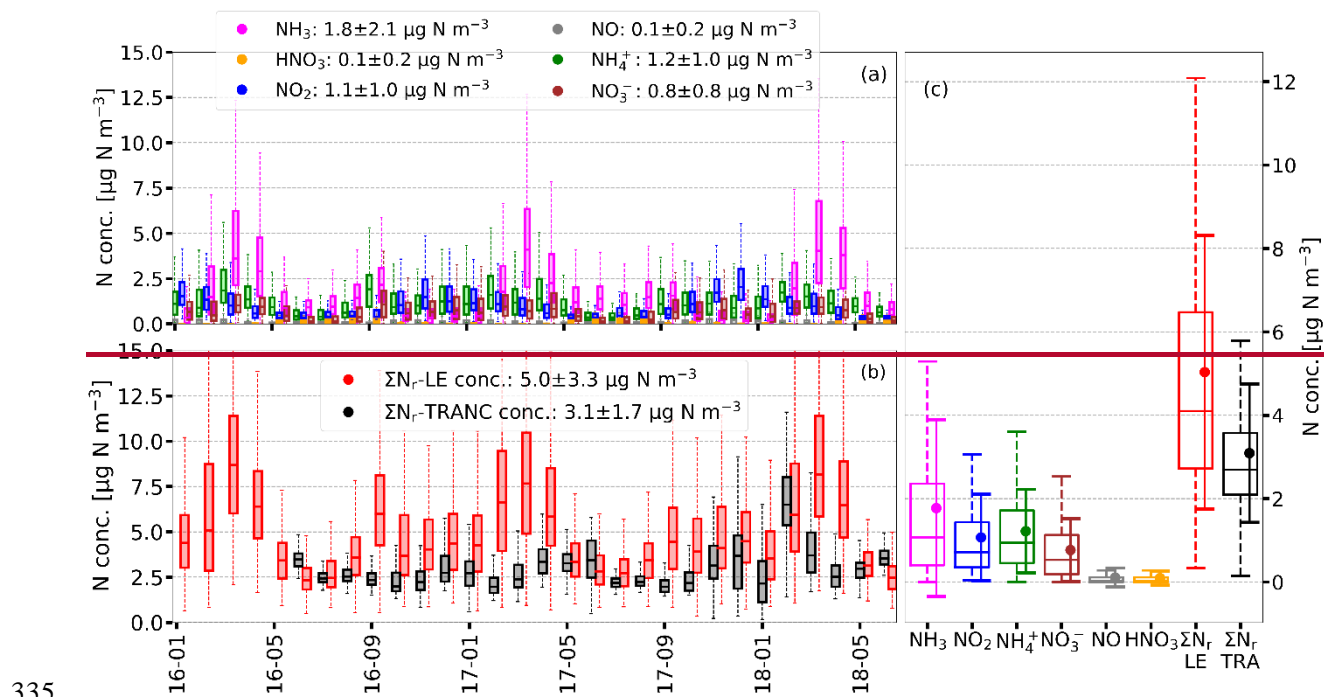 NH₃: 1.8±2.1 µg N m⁻³
HNO₃: 0.1±0.2 µg N m⁻³
NO₂: 1.1±1.0 µg N m⁻³
NO: 0.1±0.2 µg N m⁻³
NH₄⁺: 1.2±1.0 µg N m⁻³
NO₃⁻: 0.8±0.8 µg N m⁻³
N conc. [µg N m⁻³]
15.0
12.5
10.0
7.5
5.0
2.5
0.0
(a)
N conc. [µg N m⁻³]
15.0
12.5
10.0
7.5
5.0
2.5
0.0
(b)
ΣNᵣ-LE conc.: 5.0±3.3 µg N m⁻³
ΣNᵣ-TRANC conc.: 3.1±1.7 µg N m⁻³
16-01
16-05
16-09
17-01
17-05
17-09
18-01
18-05
(c)
12
10
8
6
4
2
0
N conc. [µg N m⁻³]
NH₃ NO₂ NH₄⁺ NO₃⁻ NO HNO₃ ΣNᵣ ΣNᵣ
LE TRA
335